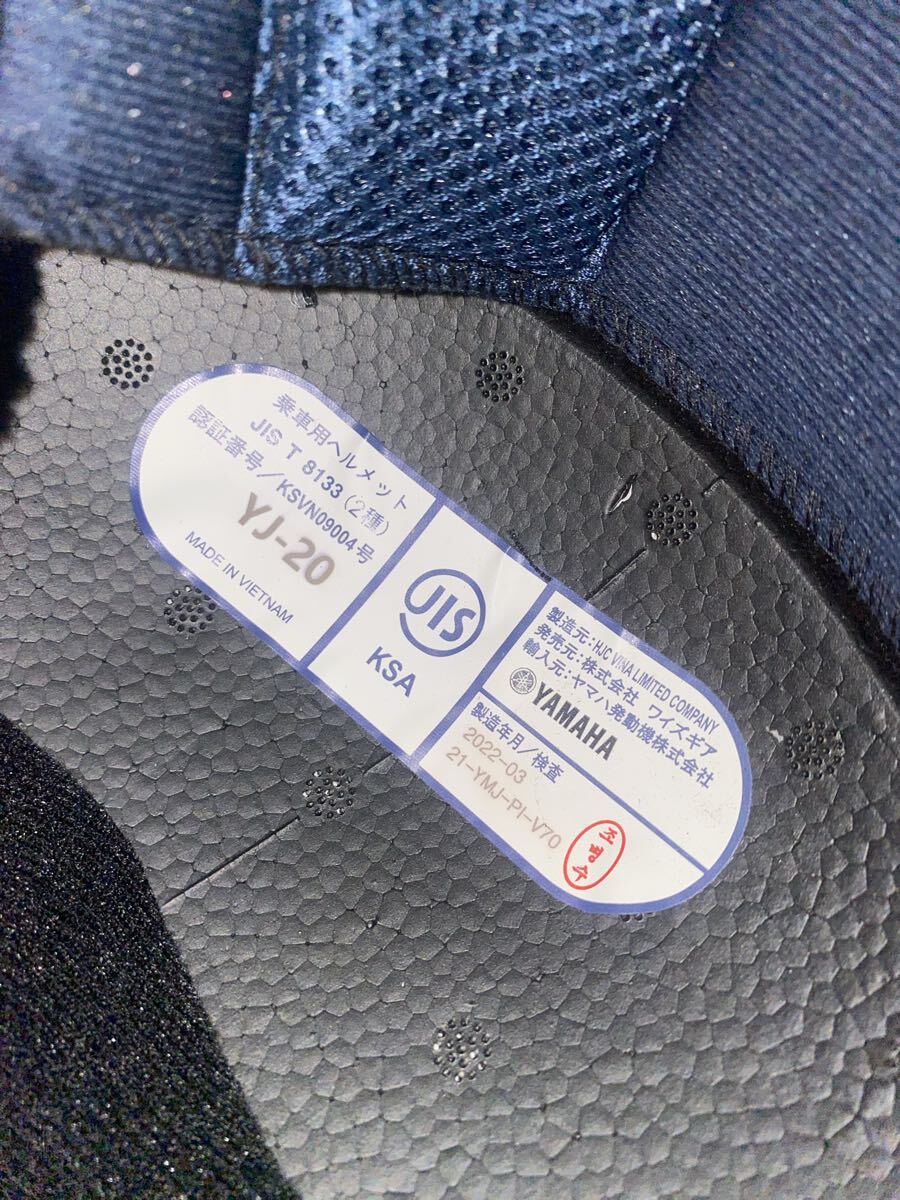 乗車用ヘルメット
JIS T 8133 (2種)
認証番号/KSVN09004号
YJ-20
MADE IN VIETNAM
JIS
KSA
製造元:HJC VINA LIMITED COMPANY
発売元:株式会社 ワイズギア
輸入元:ヤマハ発動機株式会社
YAMAHA
製造年月/検査
2022-03
21-YMJ-PI-V70
조
병
수